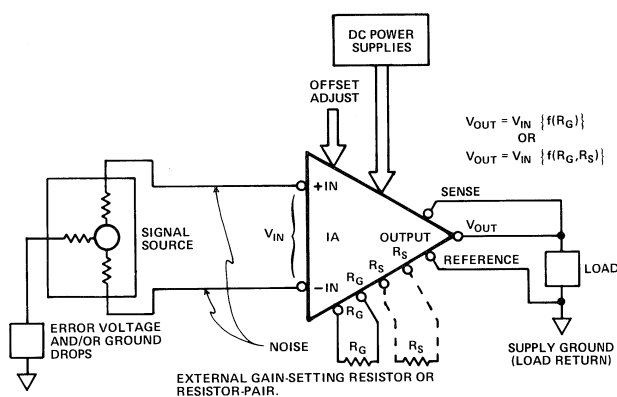 DC POWER
SUPPLIES
OFFSET
ADJUST
V_OUT = V_IN {f(R_G)}
OR
V_OUT = V_IN {f(R_G,R_S)}
+IN
SENSE
SIGNAL
SOURCE
V_IN
IA
OUTPUT
V_OUT
R_S
REFERENCE
LOAD
−IN
R_S
R_G
R_G
ERROR VOLTAGE
AND/OR GROUND
DROPS
NOISE
R_G
R_S
SUPPLY GROUND
(LOAD RETURN)
EXTERNAL GAIN-SETTING RESISTOR OR
RESISTOR-PAIR.